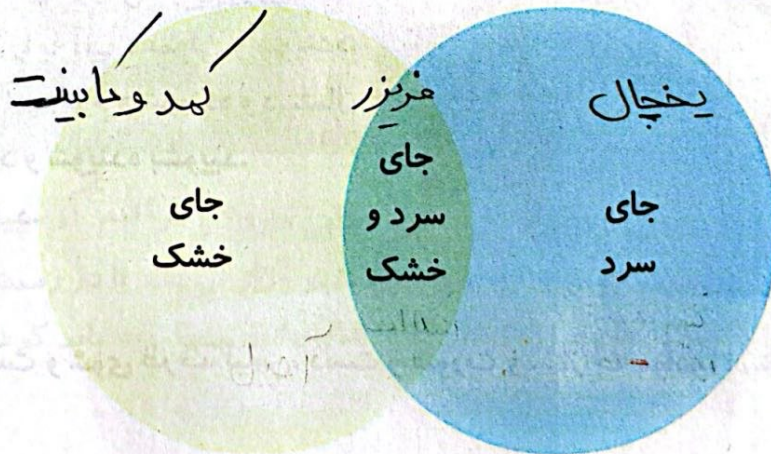 یخچال
فریزر
کمد و کابینت
جای
سرد
جای
سرد و
خشک
جای
خشک